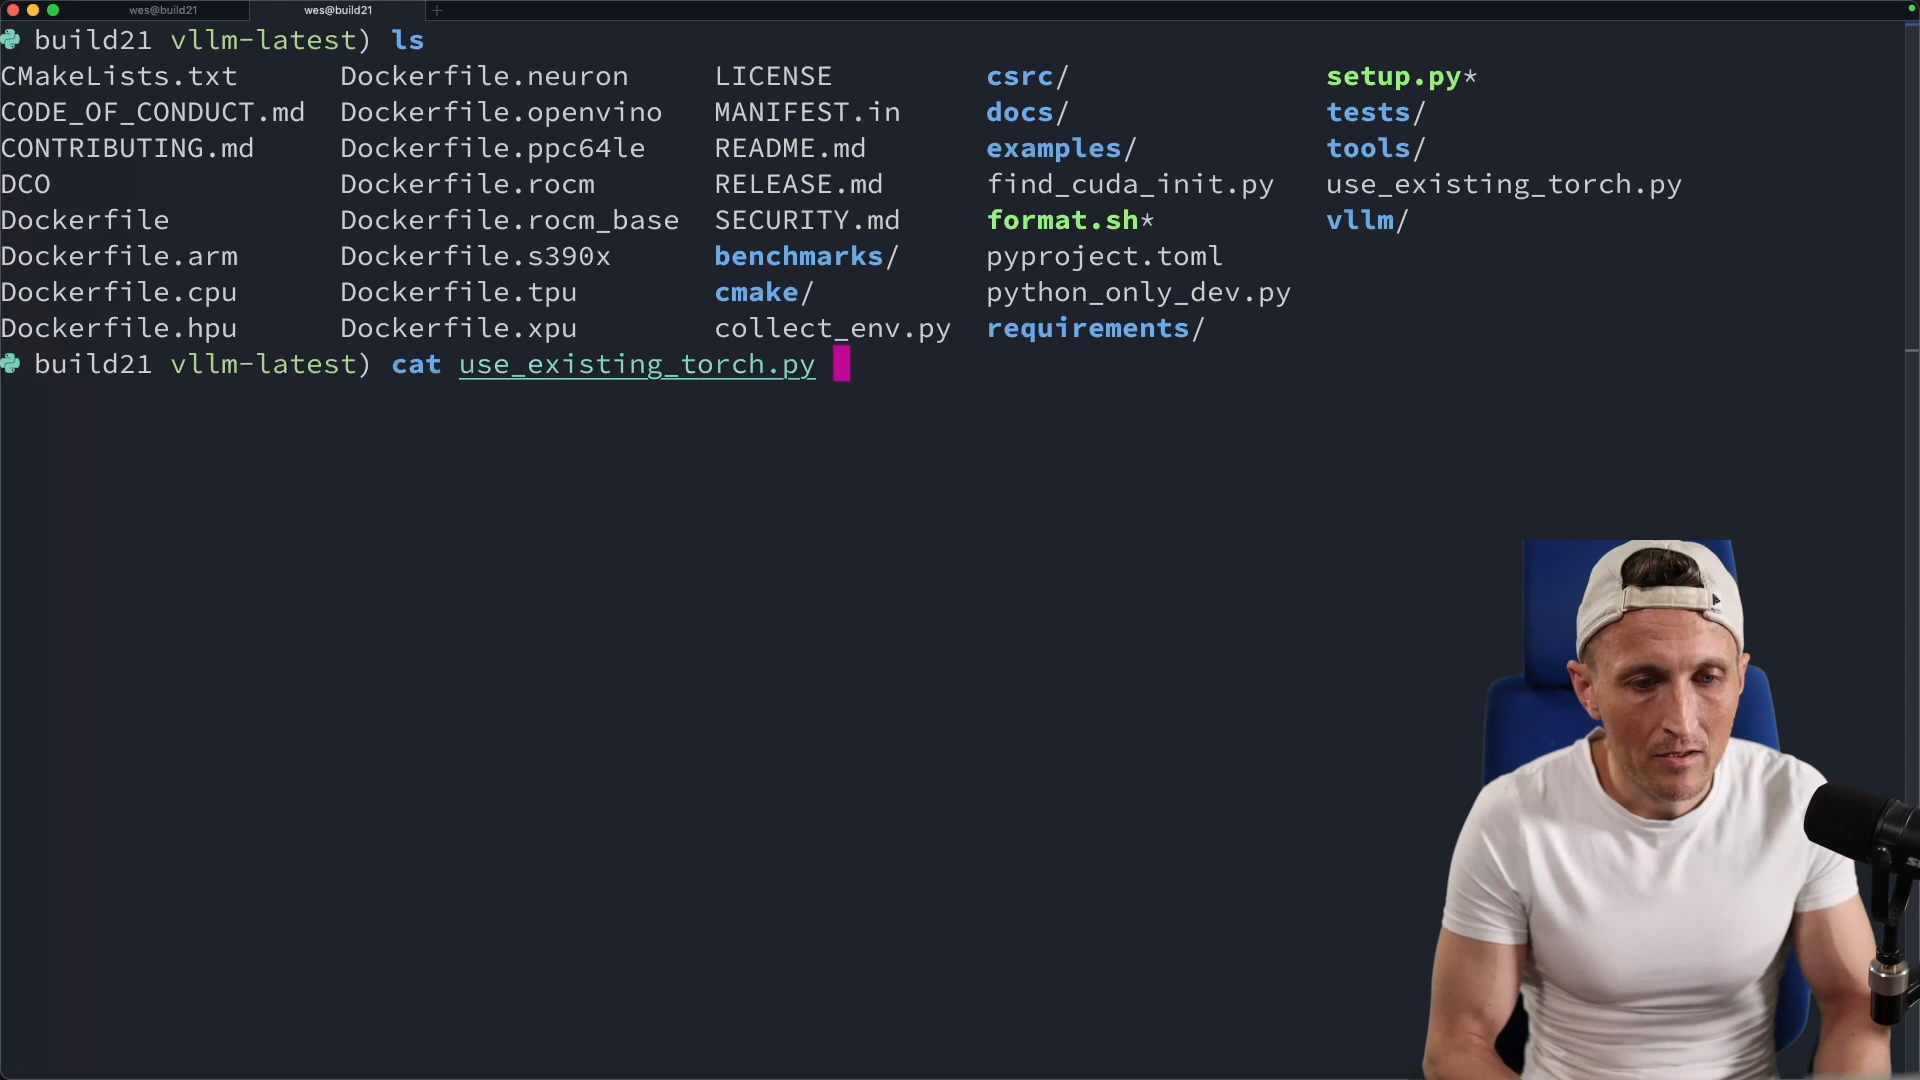 wes@build21 wes@build21 +
build21 vllm-latest) ls
CMakeLists.txt Dockerfile.neuron LICENSE csrc/ setup.py*
CODE_OF_CONDUCT.md Dockerfile.openvino MANIFEST.in docs/ tests/
CONTRIBUTING.md Dockerfile.ppc64le README.md examples/ tools/
DCO Dockerfile.rocm RELEASE.md find_cuda_init.py use_existing_torch.py
Dockerfile Dockerfile.rocm_base SECURITY.md format.sh* vllm/
Dockerfile.arm Dockerfile.s390x benchmarks/ pyproject.toml
Dockerfile.cpu Dockerfile.tpu cmake/ python_only_dev.py
Dockerfile.hpu Dockerfile.xpu collect_env.py requirements/
build21 vllm-latest) cat use_existing_torch.py